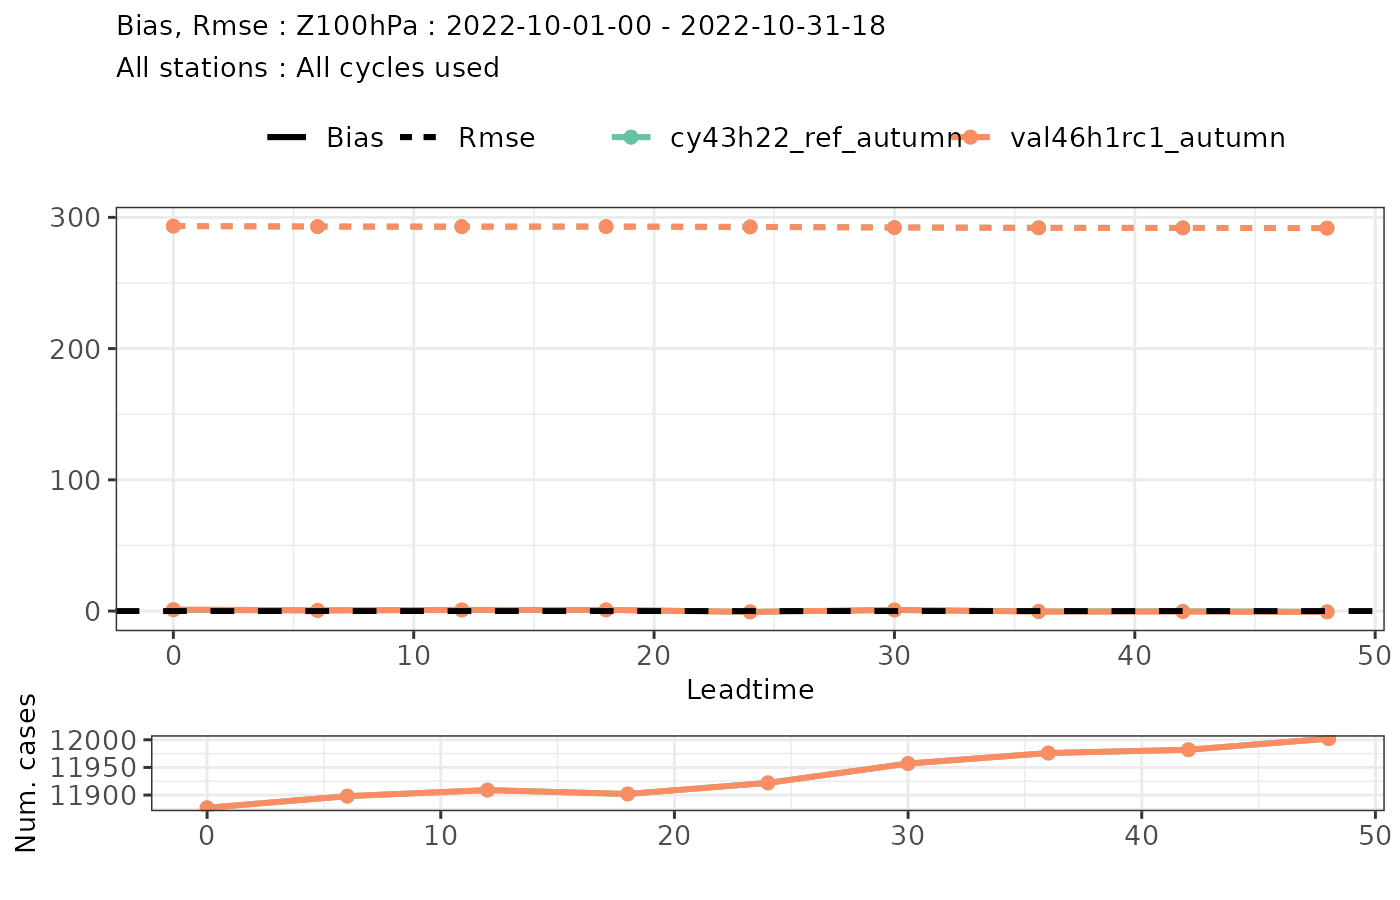 Bias, Rmse : Z100hPa : 2022-10-01-00 - 2022-10-31-18
All stations : All cycles used
Bias Rmse cy43h22_ref_autumn val46h1rc1_autumn
300
200
100
0
0 10 20 30 40 50
Leadtime
Num. cases
12000
11950
11900
0 10 20 30 40 50